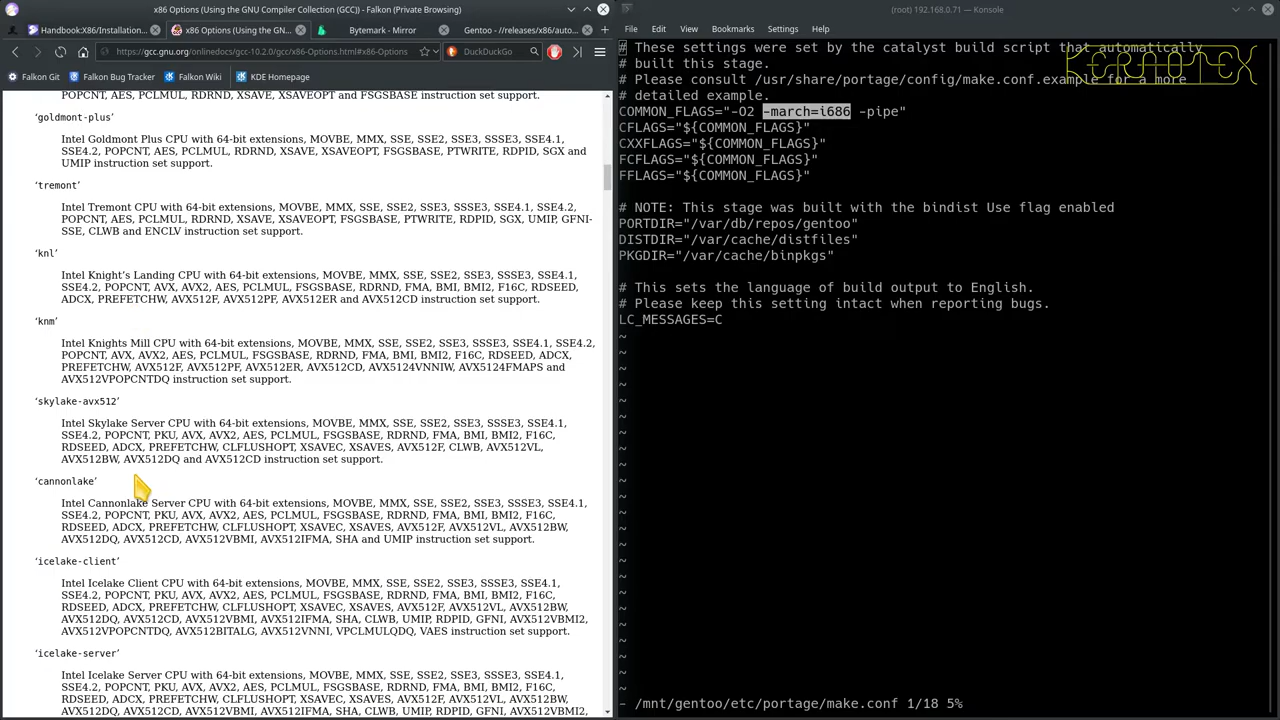 x86 Options (Using the GNU Compiler Collection (GCC)) - Falkon (Private Browsing)
Handbook:X86/Installation...
x86 Options (Using the GN...
Bytemark - Mirror
Gentoo - //releases/x86/auto...
https://gcc.gnu.org/onlinedocs/gcc-10.2.0/gcc/x86-Options.html#x86-Options
DuckDuckGo
Falkon Git
Falkon Bug Tracker
Falkon Wiki
KDE Homepage
POPCNT, AES, PCLMUL, RDRND, XSAVE, XSAVEOPT and FSGSBASE instruction set support.
‘goldmont-plus’
Intel Goldmont Plus CPU with 64-bit extensions, MOVBE, MMX, SSE, SSE2, SSE3, SSSE3, SSE4.1,
SSE4.2, POPCNT, AES, PCLMUL, RDRND, XSAVE, XSAVEOPT, FSGSBASE, PTWRITE, RDPID, SGX and
UMIP instruction set support.
‘tremont’
Intel Tremont CPU with 64-bit extensions, MOVBE, MMX, SSE, SSE2, SSE3, SSSE3, SSE4.1, SSE4.2,
POPCNT, AES, PCLMUL, RDRND, XSAVE, XSAVEOPT, FSGSBASE, PTWRITE, RDPID, SGX, UMIP, GFNI-
SSE, CLWB and ENCLV instruction set support.
‘knl’
Intel Knight’s Landing CPU with 64-bit extensions, MOVBE, MMX, SSE, SSE2, SSE3, SSSE3, SSE4.1,
SSE4.2, POPCNT, AVX, AVX2, AES, PCLMUL, FSGSBASE, RDRND, FMA, BMI, BMI2, F16C, RDSEED,
ADCX, PREFETCHW, AVX512F, AVX512PF, AVX512ER and AVX512CD instruction set support.
‘knm’
Intel Knights Mill CPU with 64-bit extensions, MOVBE, MMX, SSE, SSE2, SSE3, SSSE3, SSE4.1, SSE4.2,
POPCNT, AVX, AVX2, AES, PCLMUL, FSGSBASE, RDRND, FMA, BMI, BMI2, F16C, RDSEED, ADCX,
PREFETCHW, AVX512F, AVX512PF, AVX512ER, AVX512CD, AVX5124VNNIW, AVX5124FMAPS and
AVX512VPOPCNTDQ instruction set support.
‘skylake-avx512’
Intel Skylake Server CPU with 64-bit extensions, MOVBE, MMX, SSE, SSE2, SSE3, SSSE3, SSE4.1,
SSE4.2, POPCNT, PKU, AVX, AVX2, AES, PCLMUL, FSGSBASE, RDRND, FMA, BMI, BMI2, F16C,
RDSEED, ADCX, PREFETCHW, CLFLUSHOPT, XSAVEC, XSAVES, AVX512F, CLWB, AVX512VL,
AVX512BW, AVX512DQ and AVX512CD instruction set support.
‘cannonlake’
Intel Cannonlake Server CPU with 64-bit extensions, MOVBE, MMX, SSE, SSE2, SSE3, SSSE3, SSE4.1,
SSE4.2, POPCNT, PKU, AVX, AVX2, AES, PCLMUL, FSGSBASE, RDRND, FMA, BMI, BMI2, F16C,
RDSEED, ADCX, PREFETCHW, CLFLUSHOPT, XSAVEC, XSAVES, AVX512F, AVX512VL, AVX512BW,
AVX512DQ, AVX512CD, AVX512VBMI, AVX512IFMA, SHA and UMIP instruction set support.
‘icelake-client’
Intel Icelake Client CPU with 64-bit extensions, MOVBE, MMX, SSE, SSE2, SSE3, SSSE3, SSE4.1,
SSE4.2, POPCNT, PKU, AVX, AVX2, AES, PCLMUL, FSGSBASE, RDRND, FMA, BMI, BMI2, F16C,
RDSEED, ADCX, PREFETCHW, CLFLUSHOPT, XSAVEC, XSAVES, AVX512F, AVX512VL, AVX512BW,
AVX512DQ, AVX512CD, AVX512VBMI, AVX512IFMA, SHA, CLWB, UMIP, RDPID, GFNI, AVX512VBMI2,
AVX512VPOPCNTDQ, AVX512BITALG, AVX512VNNI, VPCLMULQDQ, VAES instruction set support.
‘icelake-server’
Intel Icelake Server CPU with 64-bit extensions, MOVBE, MMX, SSE, SSE2, SSE3, SSSE3, SSE4.1,
SSE4.2, POPCNT, PKU, AVX, AVX2, AES, PCLMUL, FSGSBASE, RDRND, FMA, BMI, BMI2, F16C,
RDSEED, ADCX, PREFETCHW, CLFLUSHOPT, XSAVEC, XSAVES, AVX512F, AVX512VL, AVX512BW,
AVX512DQ, AVX512CD, AVX512VBMI, AVX512IFMA, SHA, CLWB, UMIP, RDPID, GFNI, AVX512VBMI2,
(root) 192.168.0.71 — Konsole
File Edit View Bookmarks Settings Help
# These settings were set by the catalyst build script that automatically
# built this stage.
# Please consult /usr/share/portage/config/make.conf.example for a more
# detailed example.
COMMON_FLAGS="-O2 -march=i686 -pipe"
CFLAGS="${COMMON_FLAGS}"
CXXFLAGS="${COMMON_FLAGS}"
FCFLAGS="${COMMON_FLAGS}"
FFLAGS="${COMMON_FLAGS}"
# NOTE: This stage was built with the bindist Use flag enabled
PORTDIR="/var/db/repos/gentoo"
DISTDIR="/var/cache/distfiles"
PKGDIR="/var/cache/binpkgs"
# This sets the language of build output to English.
# Please keep this setting intact when reporting bugs.
LC_MESSAGES=C
- /mnt/gentoo/etc/portage/make.conf 1/18 5%